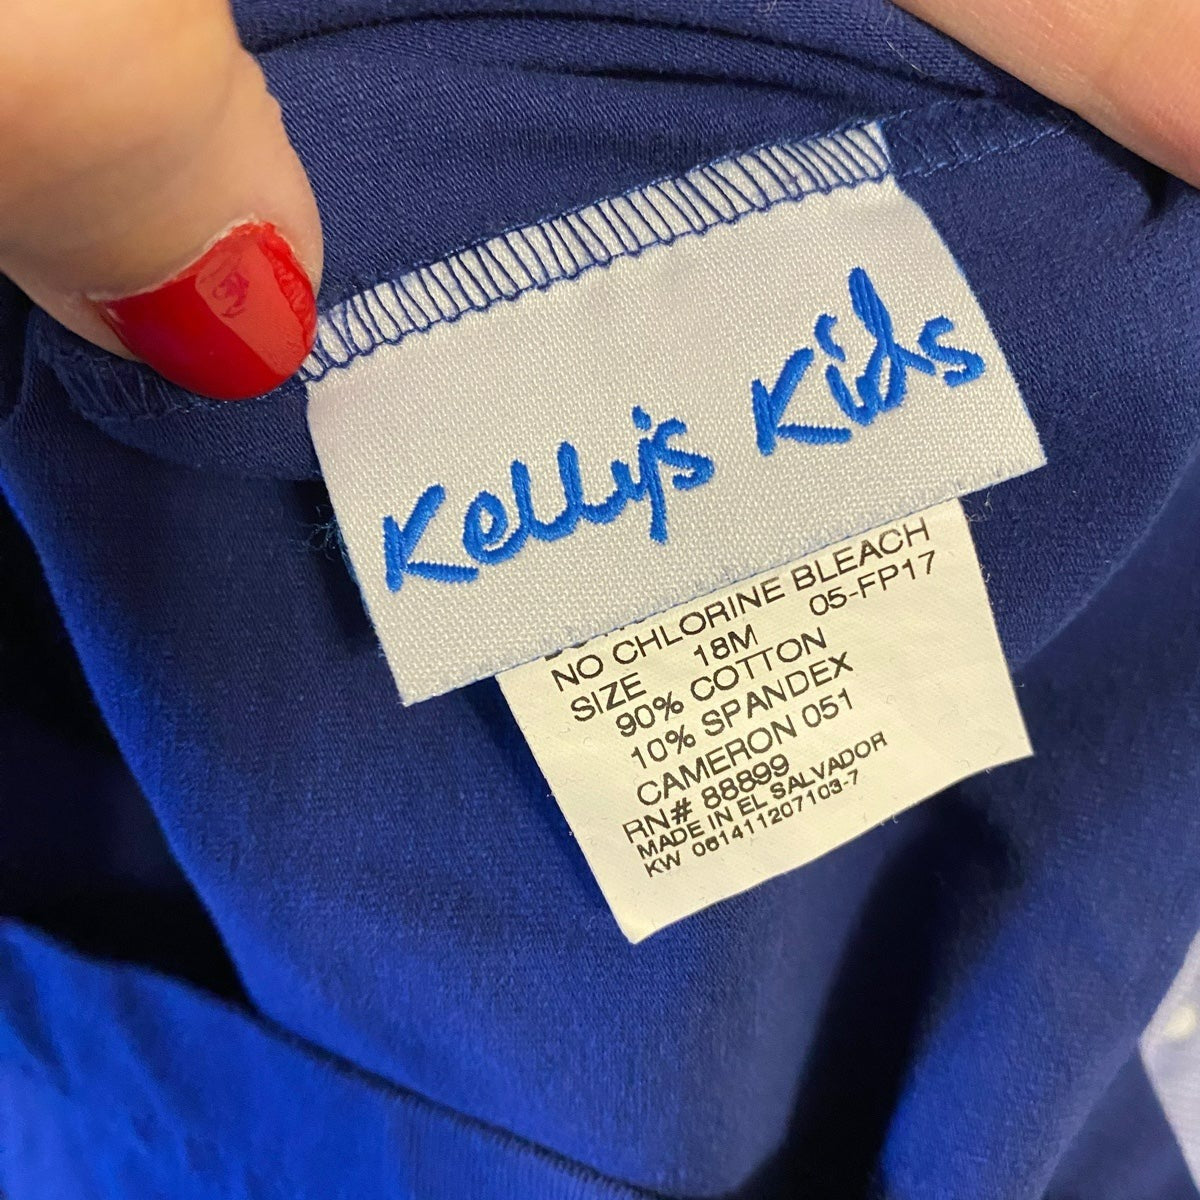 Kelly's Kids
NO CHLORINE BLEACH
SIZE 18M 05-FP17
90% COTTON
10% SPANDEX
CAMERON 051
RN# 88899
MADE IN EL SALVADOR
KW 061411207103-7